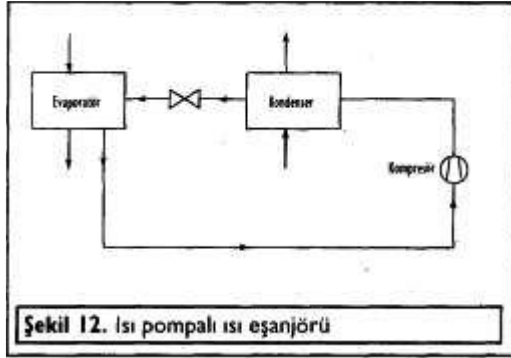 Evaporatör
Kondenser
Kompresör
Şekil 12. Isı pompalı ısı eşanjörü